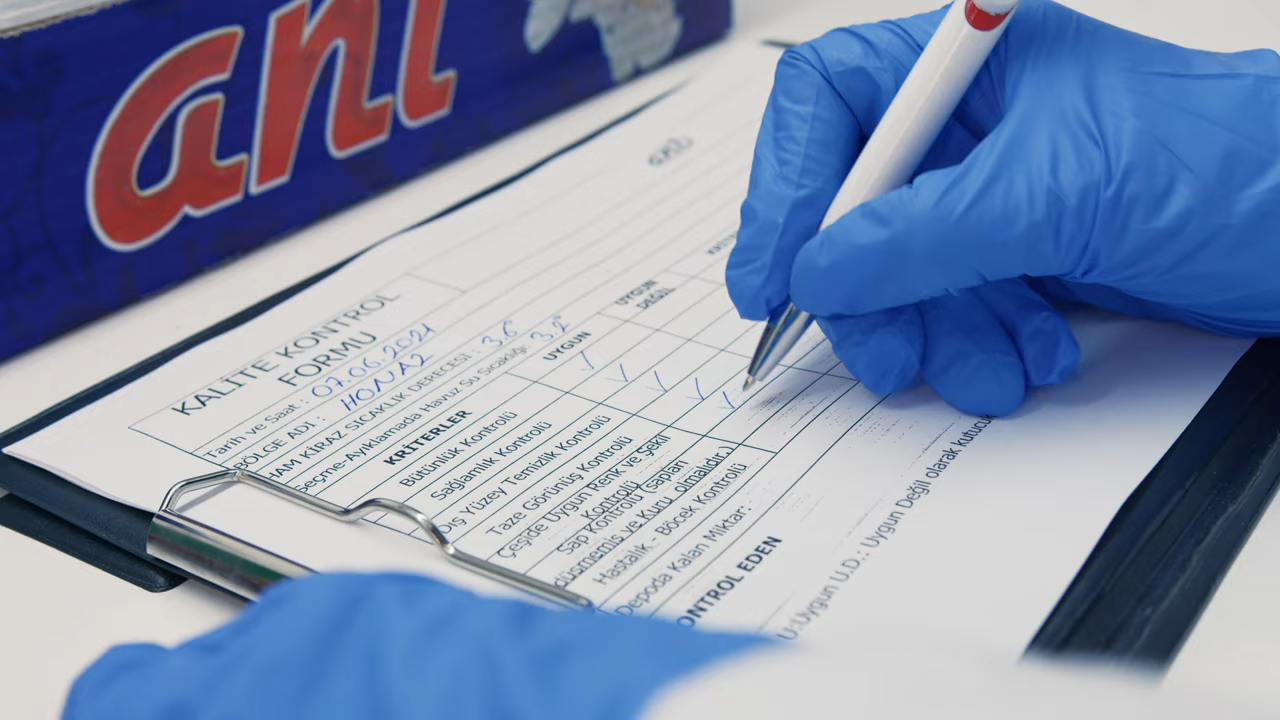 anı
anı
KALİTE KONTROL
FORMU
Tarih ve Saat : 07.06.2021
BÖLGE ADI : HONAZ
HAM KİRAZ SICAKLIK DERECESİ : 3.6°
Seçme-Ayıklamada Havuz Su Sıcaklığı: 3.2°
KRİTERLER UYGUN UYGUN
DEĞİL
Bütünlük Kontrolü
Sağlamlık Kontrolü
Dış Yüzey Temizlik Kontrolü
Taze Görünüş Kontrolü
Çeşide Uygun Renk ve Şekil
Kontrolü
Sap Kontrolü (sapları
düşmemiş ve Kuru olmalıdır.)
Hastalık - Böcek Kontrolü
Depoda Kalan Miktar:
KONTROL EDEN
U:Uygun U.D.: Uygun Değil olarak kutucuk